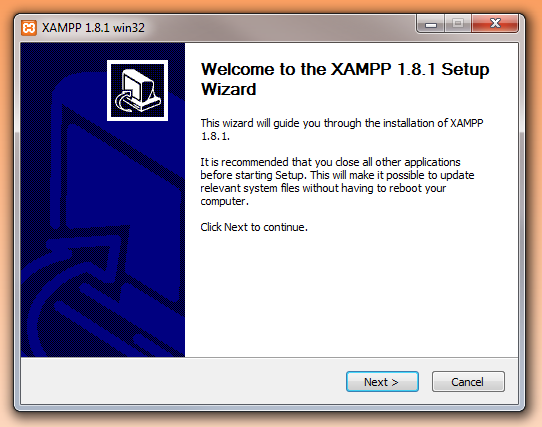 XAMPP 1.8.1 win32
Welcome to the XAMPP 1.8.1 Setup
Wizard
This wizard will guide you through the installation of XAMPP
1.8.1.
It is recommended that you close all other applications
before starting Setup. This will make it possible to update
relevant system files without having to reboot your
computer.
Click Next to continue.
Next >
Cancel